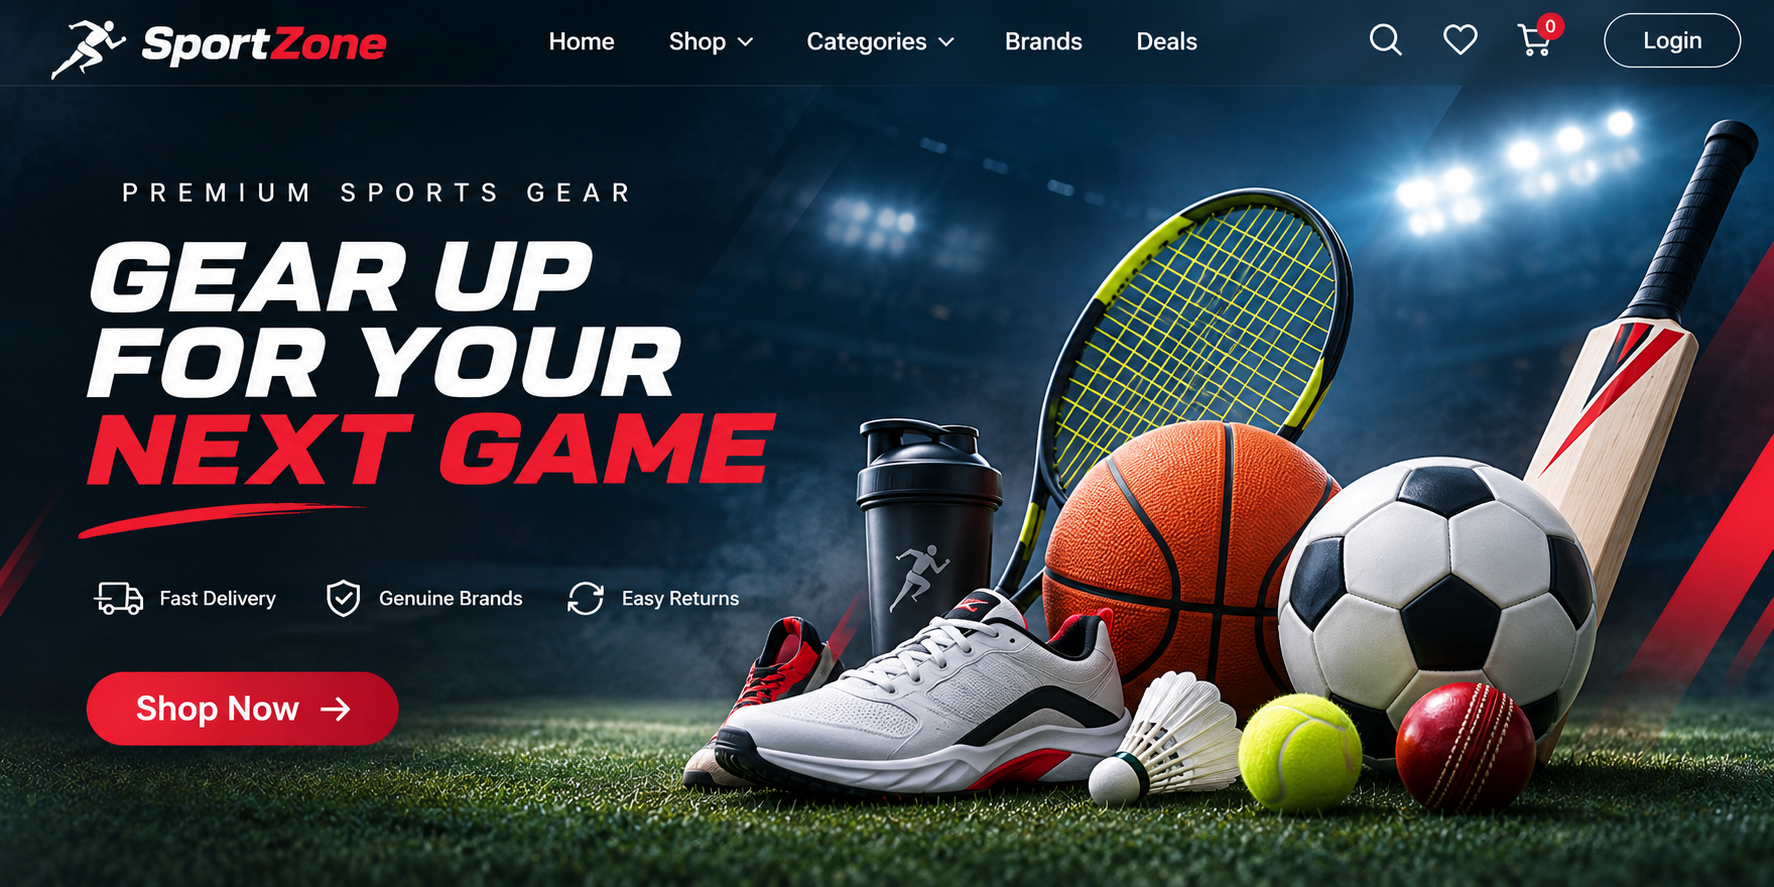 SportZone
Home
Shop
Categories
Brands
Deals
0
Login
PREMIUM SPORTS GEAR
GEAR UP
FOR YOUR
NEXT GAME
Fast Delivery
Genuine Brands
Easy Returns
Shop Now